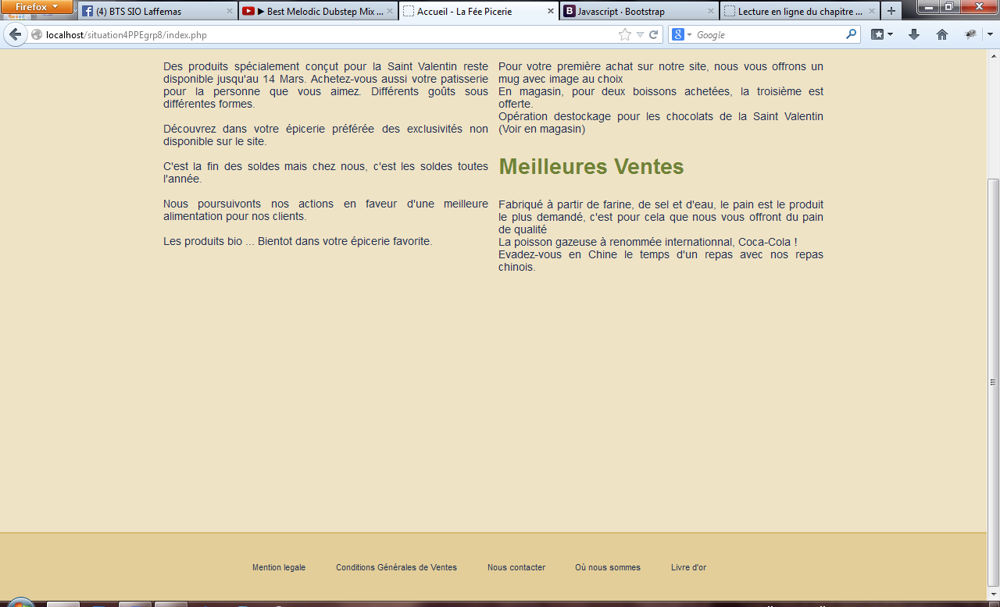 Firefox
(4) BTS SIO Laffemas
▶ Best Melodic Dubstep Mix ...
Accueil - La Fée Picerie
Javascript · Bootstrap
Lecture en ligne du chapitre ...
localhost/situation4PPEgrp8/index.php
Google
Des produits spécialement conçut pour la Saint Valentin reste
disponible jusqu'au 14 Mars. Achetez-vous aussi votre patisserie
pour la personne que vous aimez. Différents goûts sous
différentes formes.
Découvrez dans votre épicerie préférée des exclusivités non
disponible sur le site.
C'est la fin des soldes mais chez nous, c'est les soldes toutes
l'année.
Nous poursuivonts nos actions en faveur d'une meilleure
alimentation pour nos clients.
Les produits bio ... Bientot dans votre épicerie favorite.
Pour votre première achat sur notre site, nous vous offrons un
mug avec image au choix
En magasin, pour deux boissons achetées, la troisième est
offerte.
Opération destockage pour les chocolats de la Saint Valentin
(Voir en magasin)
Meilleures Ventes
Fabriqué à partir de farine, de sel et d'eau, le pain est le produit
le plus demandé, c'est pour cela que nous vous offront du pain
de qualité
La poisson gazeuse à renommée internationnal, Coca-Cola !
Evadez-vous en Chine le temps d'un repas avec nos repas
chinois.
Mention legale
Conditions Générales de Ventes
Nous contacter
Où nous sommes
Livre d'or